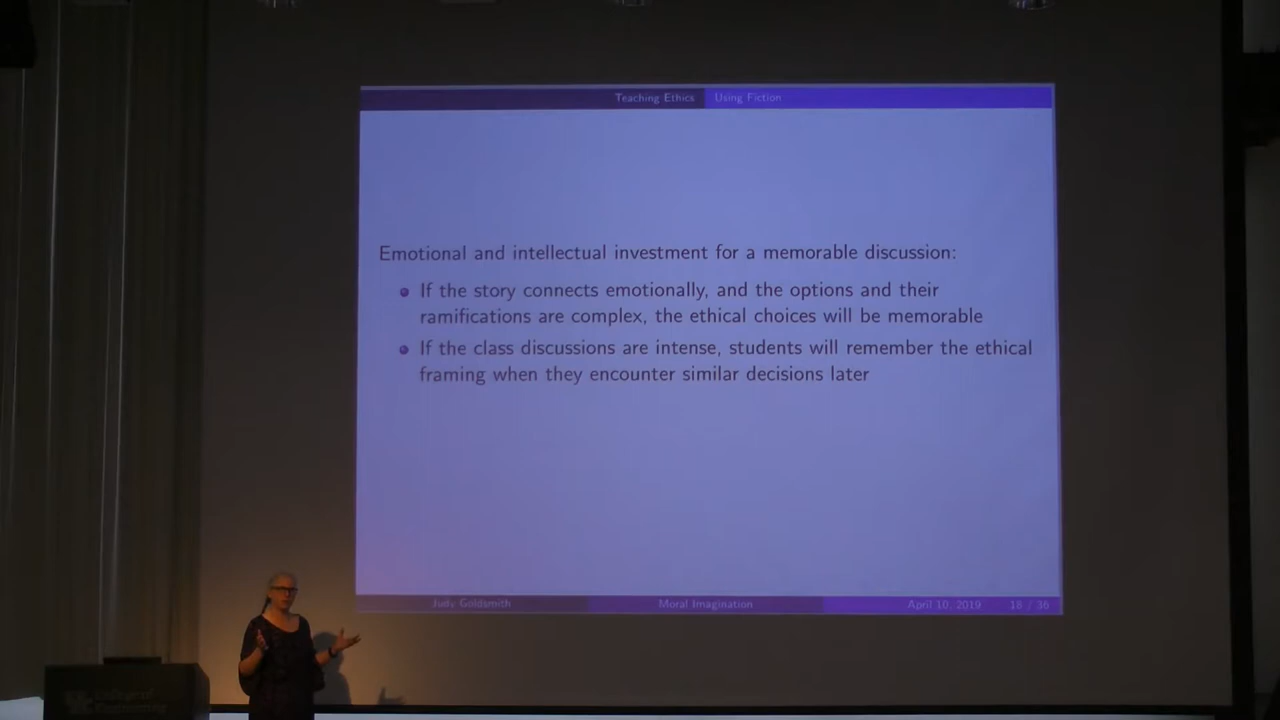 Teaching Ethics Using Fiction
Emotional and intellectual investment for a memorable discussion:
If the story connects emotionally, and the options and their
ramifications are complex, the ethical choices will be memorable
If the class discussions are intense, students will remember the ethical
framing when they encounter similar decisions later
Judy Goldsmith Moral Imagination April 10, 2019 18 / 36
Engineering